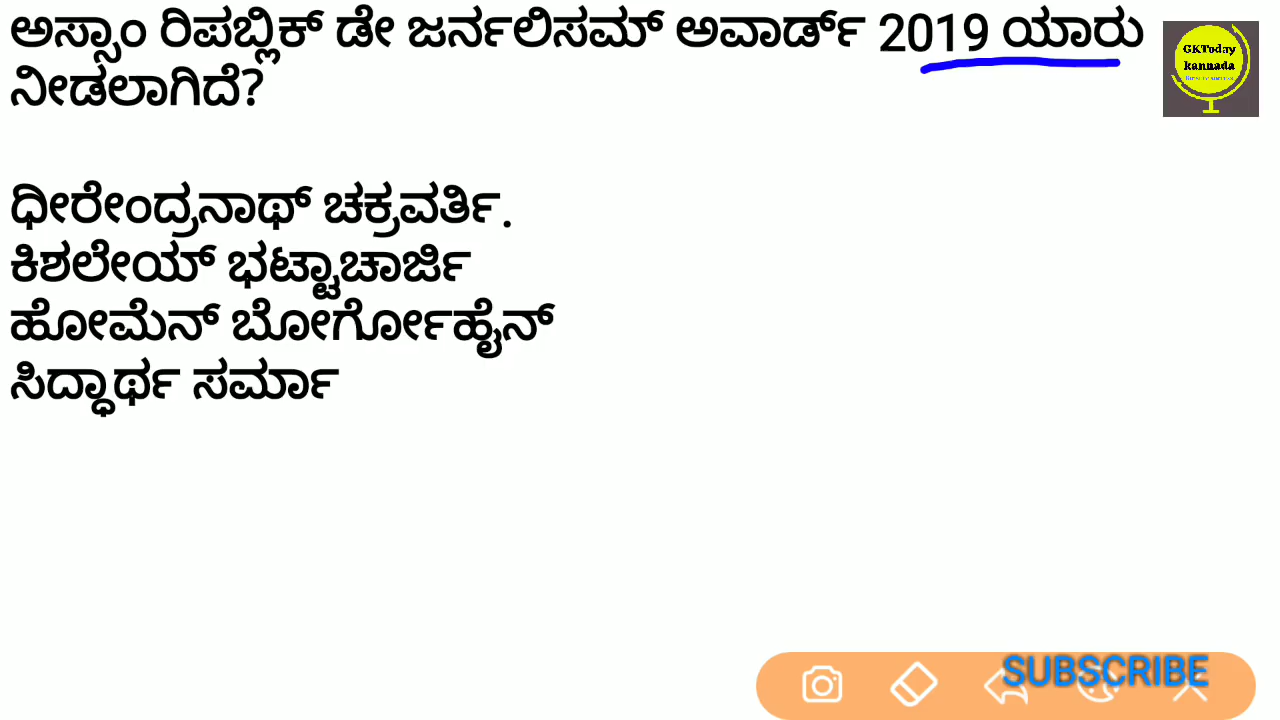 ಅಸ್ಸಾಂ ರಿಪಬ್ಲಿಕ್ ಡೇ ಜರ್ನಲಿಸಮ್ ಅವಾರ್ಡ್ 2019 ಯಾರು
ನೀಡಲಾಗಿದೆ?
GKToday
kannada
ಧೀರೇಂದ್ರನಾಥ್ ಚಕ್ರವರ್ತಿ.
ಕಿಶಲೇಯ್ ಭಟ್ಟಾಚಾರ್ಜಿ
ಹೋಮೆನ್ ಬೋರ್ಗೋಹೈನ್
ಸಿದ್ಧಾರ್ಥ ಸರ್ಮಾ
SUBSCRIBE